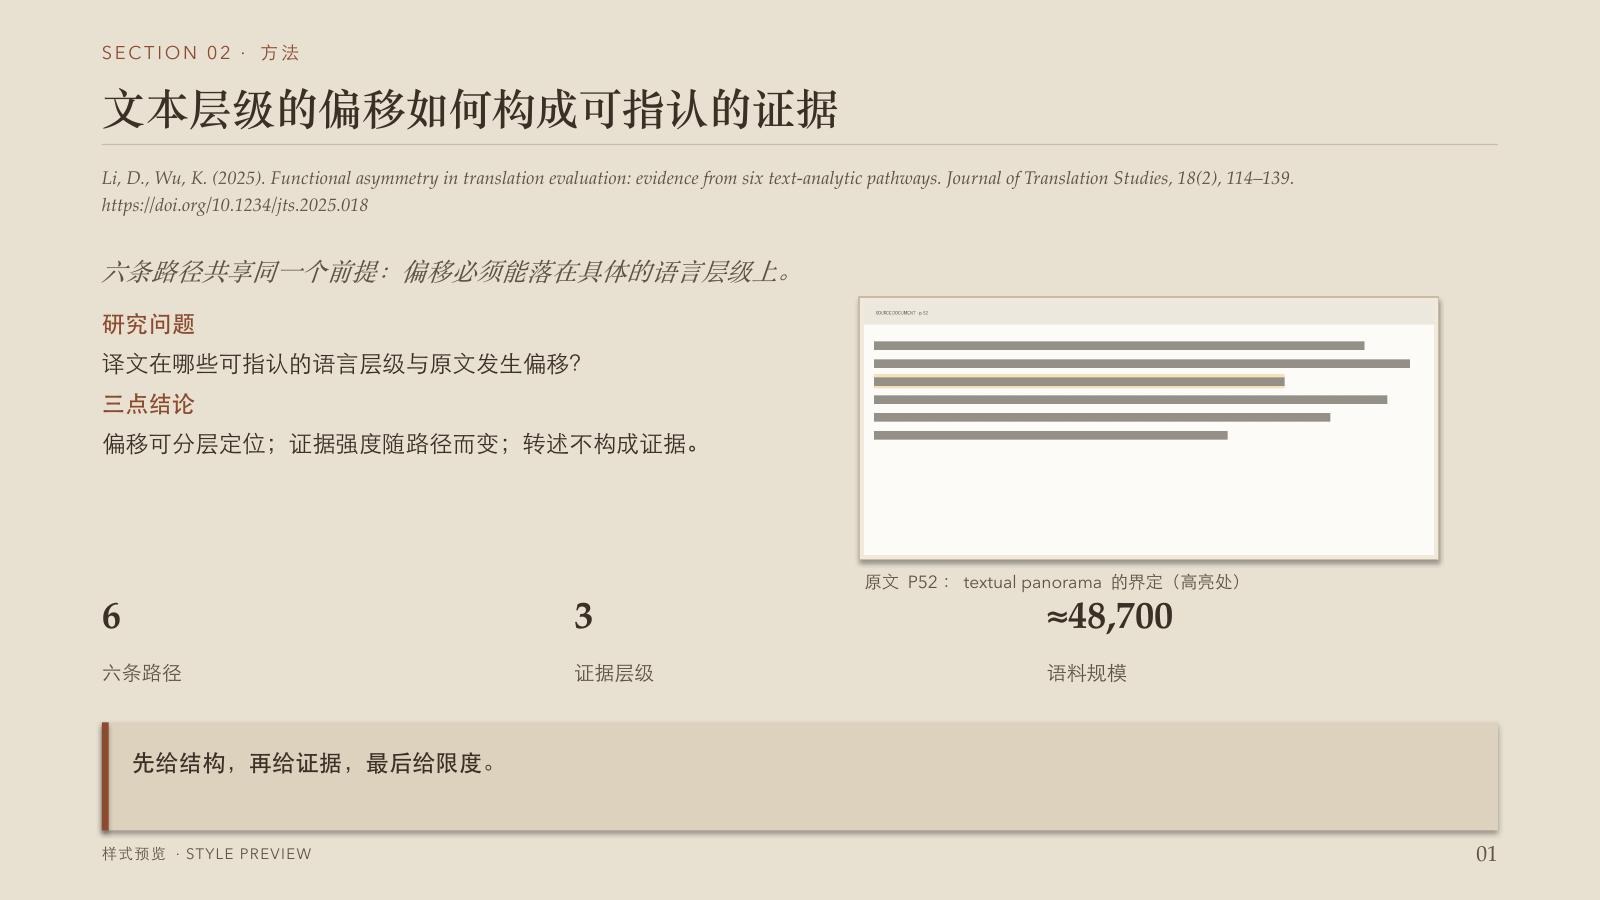 SECTION 02 · 方法
文本层级的偏移如何构成可指认的证据
Li, D., Wu, K. (2025). Functional asymmetry in translation evaluation: evidence from six text-analytic pathways. Journal of Translation Studies, 18(2), 114–139.
https://doi.org/10.1234/jts.2025.018
六条路径共享同一个前提：偏移必须能落在具体的语言层级上。
研究问题
译文在哪些可指认的语言层级与原文发生偏移？
三点结论
偏移可分层定位；证据强度随路径而变；转述不构成证据。
SOURCE DOCUMENT · p.52
原文 P52： textual panorama 的界定（高亮处）
6
3
≈48,700
六条路径
证据层级
语料规模
先给结构，再给证据，最后给限度。
样式预览 · STYLE PREVIEW
01